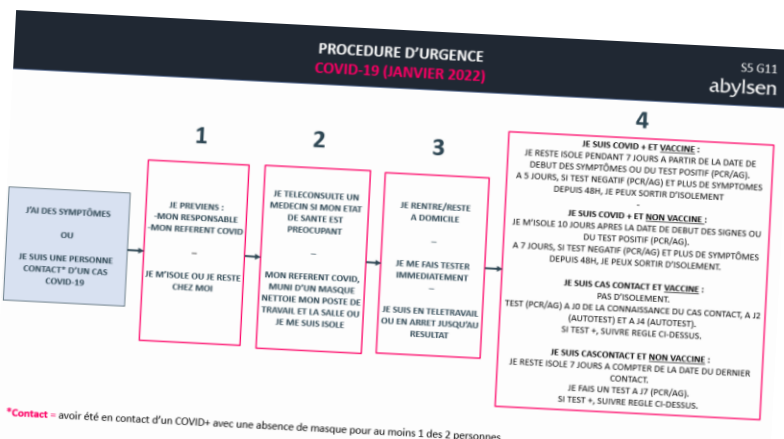 PROCEDURE D'URGENCE
COVID-19 (JANVIER 2022)
S5 G11
abylsen
J'AI DES SYMPTÔMES
OU
JE SUIS UNE PERSONNE
CONTACT* D'UN CAS
COVID-19
1
JE PREVIENS :
-MON RESPONSABLE
-MON REFERENT COVID
–
JE M'ISOLE OU JE RESTE
CHEZ MOI
2
JE TELECONSULTE UN
MEDECIN SI MON ETAT
DE SANTE EST
PREOCUPANT
–
MON REFERENT COVID,
MUNI D'UN MASQUE
NETTOIE MON POSTE DE
TRAVAIL ET LA SALLE OU
JE ME SUIS ISOLE
3
JE RENTRE/RESTE
A DOMICILE
–
JE ME FAIS TESTER
IMMEDIATEMENT
–
JE SUIS EN TELETRAVAIL
OU EN ARRET JUSQU'AU
RESULTAT
4
JE SUIS COVID + ET VACCINE :
JE RESTE ISOLE PENDANT 7 JOURS A PARTIR DE LA DATE DE
DEBUT DES SYMPTÔMES OU DU TEST POSITIF (PCR/AG).
A 5 JOURS, SI TEST NEGATIF (PCR/AG) ET PLUS DE SYMPTOMES
DEPUIS 48H, JE PEUX SORTIR D'ISOLEMENT
-
JE SUIS COVID + ET NON VACCINE :
JE M'ISOLE 10 JOURS APRES LA DATE DE DEBUT DES SIGNES OU
DU TEST POSITIF (PCR/AG).
A 7 JOURS, SI TEST NEGATIF (PCR/AG) ET PLUS DE SYMPTÔMES
DEPUIS 48H, JE PEUX SORTIR D'ISOLEMENT.
JE SUIS CAS CONTACT ET VACCINE :
PAS D'ISOLEMENT.
TEST (PCR/AG) A J0 DE LA CONNAISSANCE DU CAS CONTACT, A J2
(AUTOTEST) ET A J4 (AUTOTEST).
SI TEST +, SUIVRE REGLE CI-DESSUS.
JE SUIS CASCONTACT ET NON VACCINE :
JE RESTE ISOLE 7 JOURS A COMPTER DE LA DATE DU DERNIER
CONTACT.
JE FAIS UN TEST A J7 (PCR/AG).
SI TEST +, SUIVRE REGLE CI-DESSUS.
*Contact = avoir été en contact d'un COVID+ avec une absence de masque pour au moins 1 des 2 personnes